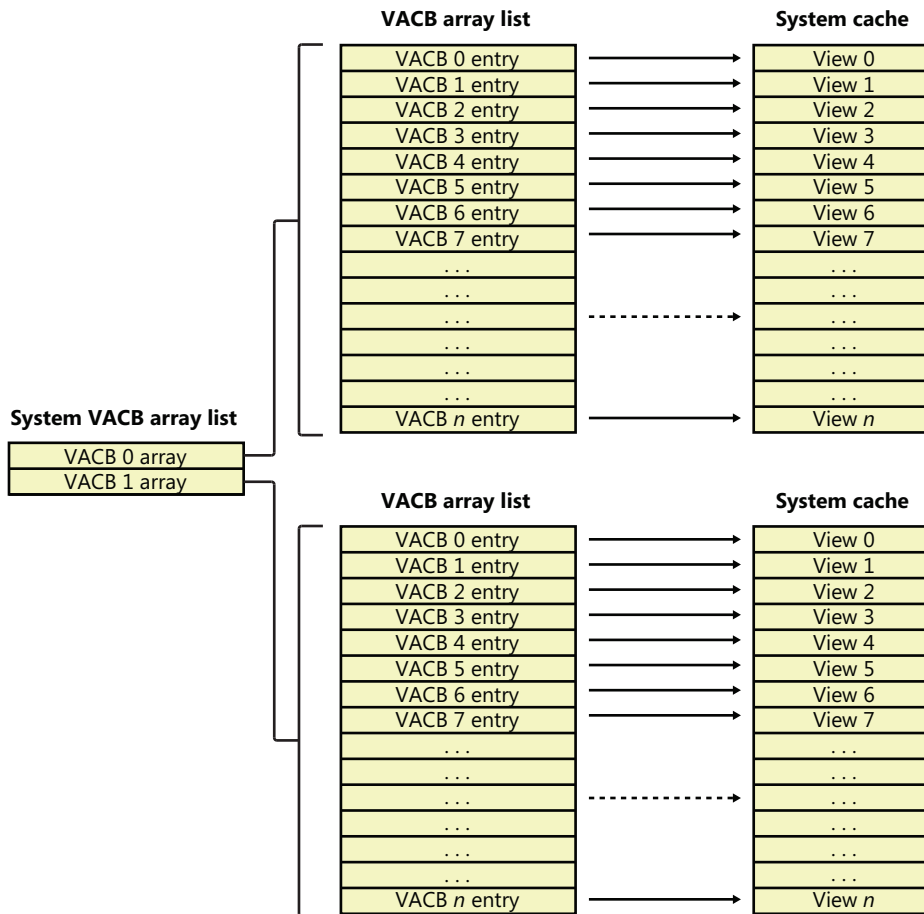 VACB array list
System cache
VACB 0 entry
View 0
VACB 1 entry
View 1
VACB 2 entry
View 2
VACB 3 entry
View 3
VACB 4 entry
View 4
VACB 5 entry
View 5
VACB 6 entry
View 6
VACB 7 entry
View 7
. . .
. . .
. . .
. . .
. . .
. . .
. . .
. . .
. . .
. . .
. . .
. . .
VACB n entry
View n
System VACB array list
VACB 0 array
VACB 1 array
VACB array list
System cache
VACB 0 entry
View 0
VACB 1 entry
View 1
VACB 2 entry
View 2
VACB 3 entry
View 3
VACB 4 entry
View 4
VACB 5 entry
View 5
VACB 6 entry
View 6
VACB 7 entry
View 7
. . .
. . .
. . .
. . .
. . .
. . .
. . .
. . .
. . .
. . .
. . .
. . .
VACB n entry
View n